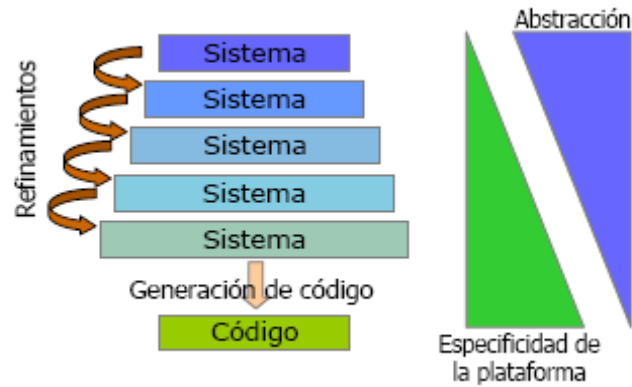 Abstracción
Refinamientos
Sistema
Sistema
Sistema
Sistema
Sistema
Generación de código
Código
Especificidad de
la plataforma